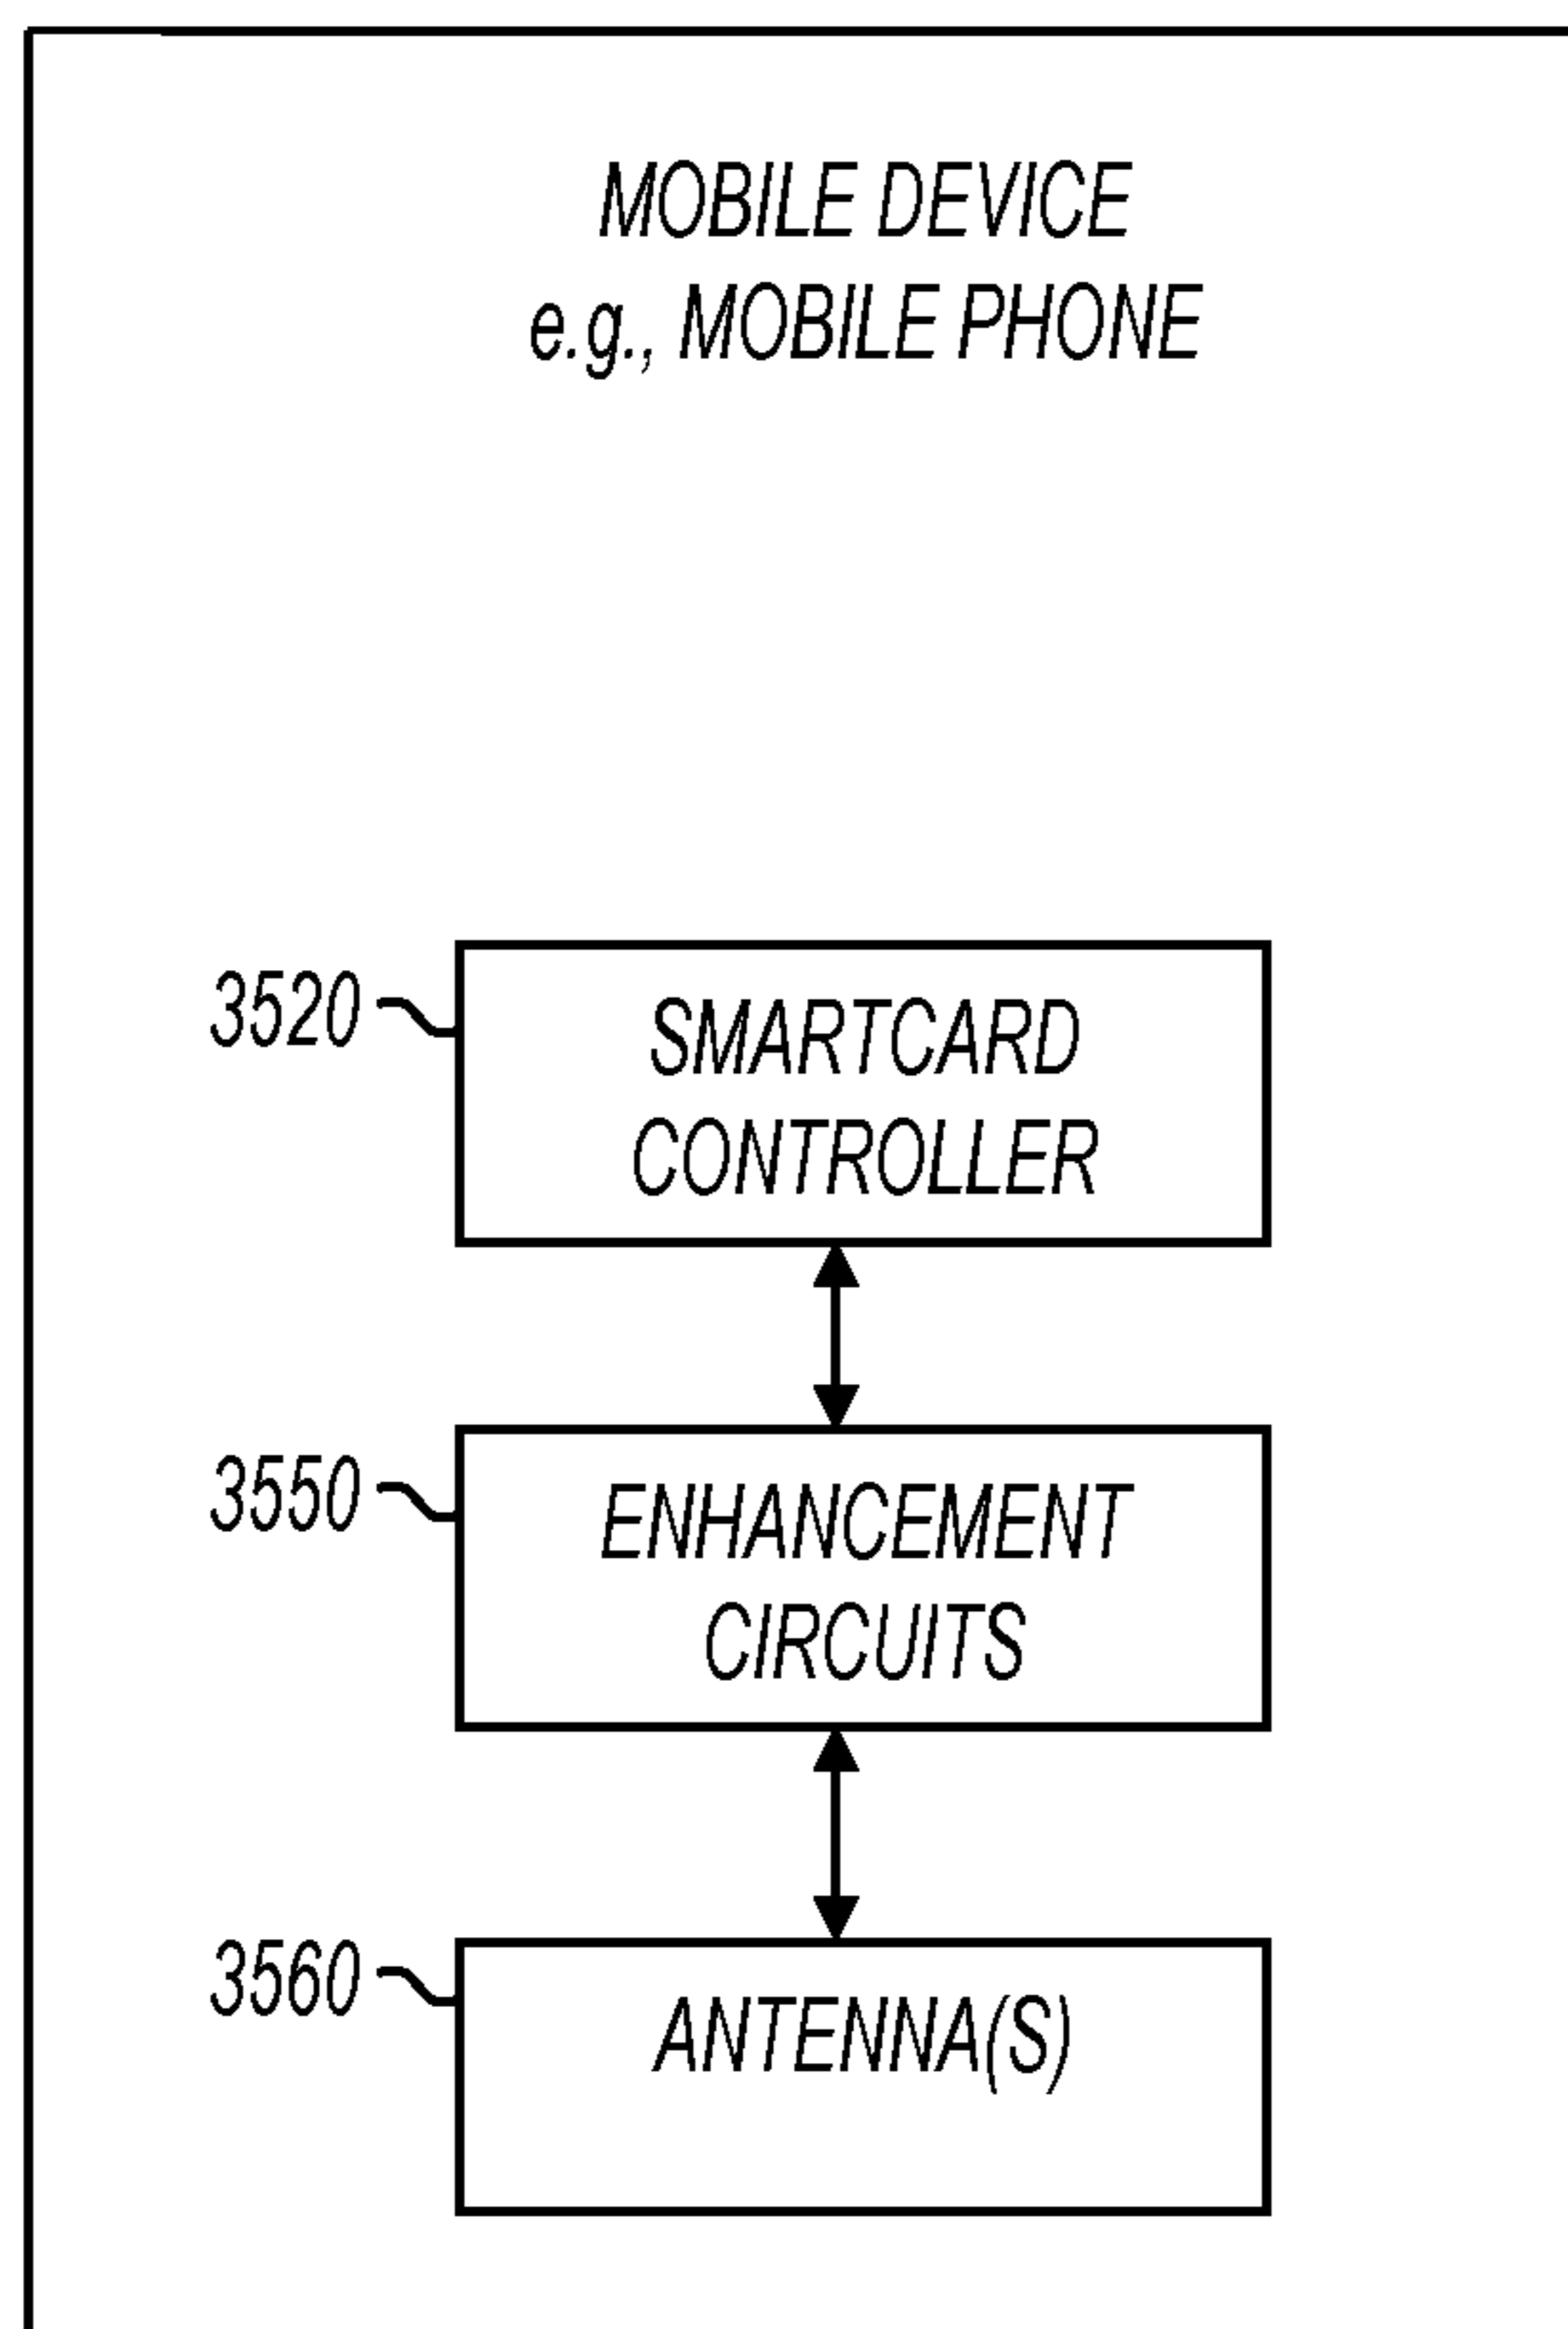 MOBILE DEVICE
e.g., MOBILE PHONE
3520
SMARTCARD
CONTROLLER
3550
ENHANCEMENT
CIRCUITS
3560
ANTENNA(S)